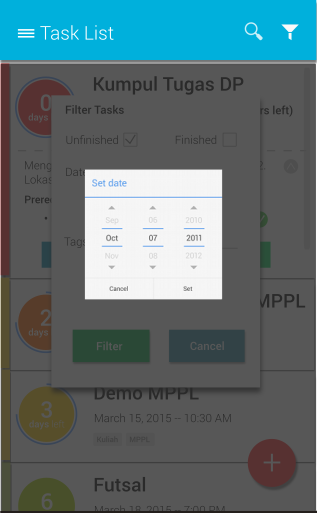 Task List
Kumpul Tugas DP
0
days
rs left)
Filter Tasks
Unfinished
Finished
Meng
Lokas
Date
Prere
Set date
Sep 06 2010
Oct 07 2011
Nov 08 2012
Cancel Set
Tags
2
days
MPPL
Filter
Cancel
3
days left
Demo MPPL
March 15, 2015 – 10:30 AM
Kuliah MPPL
6
Futsal
March 18, 2015 – 7:00 PM